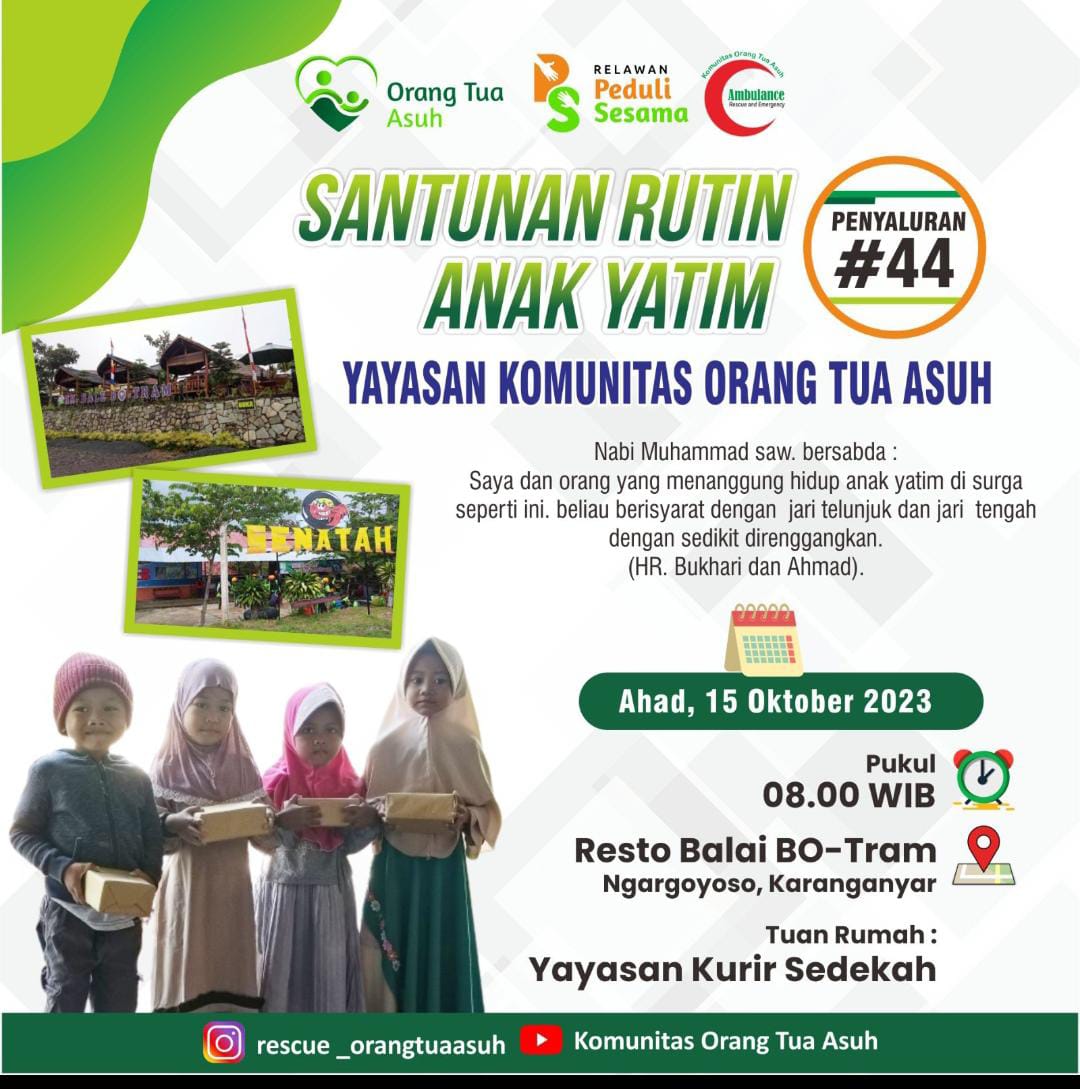 Orang Tua
Asuh
RELAWAN
Peduli
Sesama
Komunitas Orang Tua Asuh
Ambulance
Rescue and Emergency
SANTUNAN RUTIN
ANAK YATIM
PENYALURAN
#44
YAYASAN KOMUNITAS ORANG TUA ASUH
BO TRAM
BUKA
SENATAH
Nabi Muhammad saw. bersabda :
Saya dan orang yang menanggung hidup anak yatim di surga
seperti ini. beliau berisyarat dengan jari telunjuk dan jari tengah
dengan sedikit direnggangkan.
(HR. Bukhari dan Ahmad).
Ahad, 15 Oktober 2023
Pukul
08.00 WIB
Resto Balai BO-Tram
Ngargoyoso, Karanganyar
Tuan Rumah :
Yayasan Kurir Sedekah
rescue _orangtuaasuh
Komunitas Orang Tua Asuh